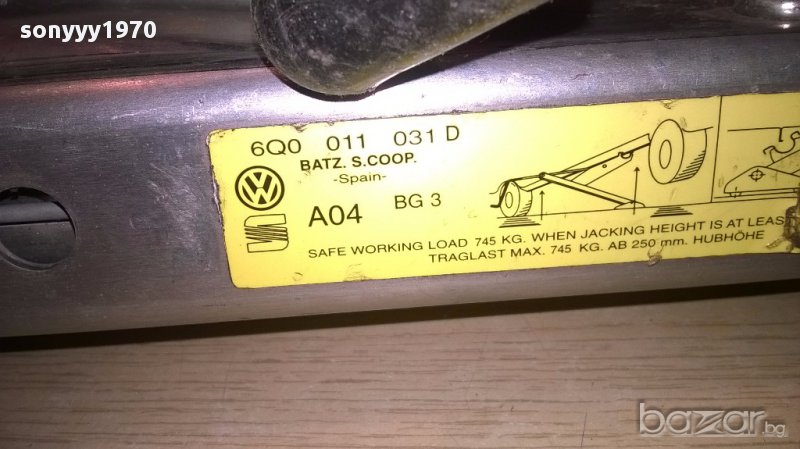 sonyyy1970
6Q0 011 031 D
BATZ. S.COOP.
-Spain-
VW
A04 BG 3
SAFE WORKING LOAD 745 KG. WHEN JACKING HEIGHT IS AT LEAS
TRAGLAST MAX. 745 KG. AB 250 mm. HUBHÖHE
bazar.bg